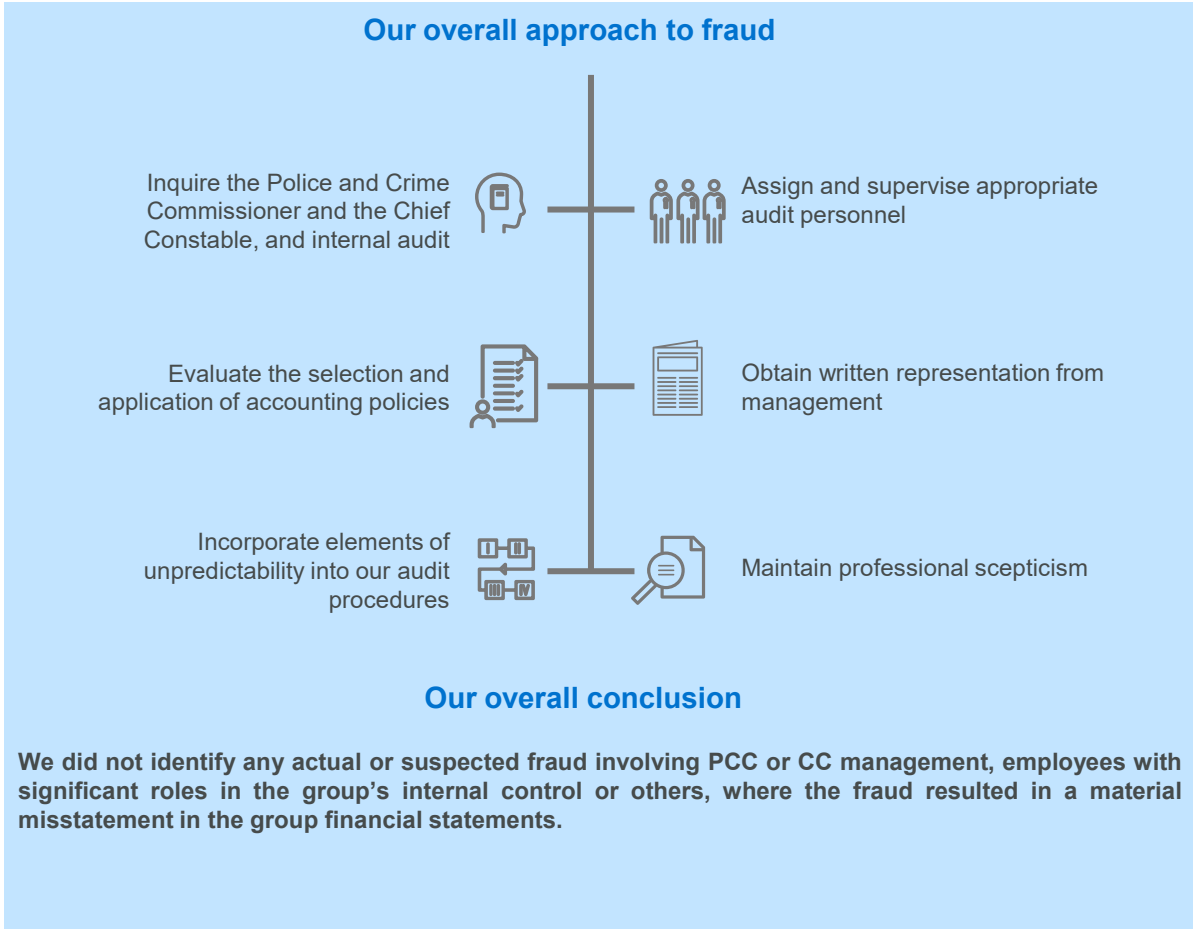 Our overall approach to fraud
Inquire the Police and Crime
Commissioner and the Chief
Constable, and internal audit
Assign and supervise appropriate
audit personnel
Evaluate the selection and
application of accounting policies
Obtain written representation from
management
Incorporate elements of
unpredictability into our audit
procedures
I II
III IV
Maintain professional scepticism
Our overall conclusion
We did not identify any actual or suspected fraud involving PCC or CC management, employees with
significant roles in the group's internal control or others, where the fraud resulted in a material
misstatement in the group financial statements.